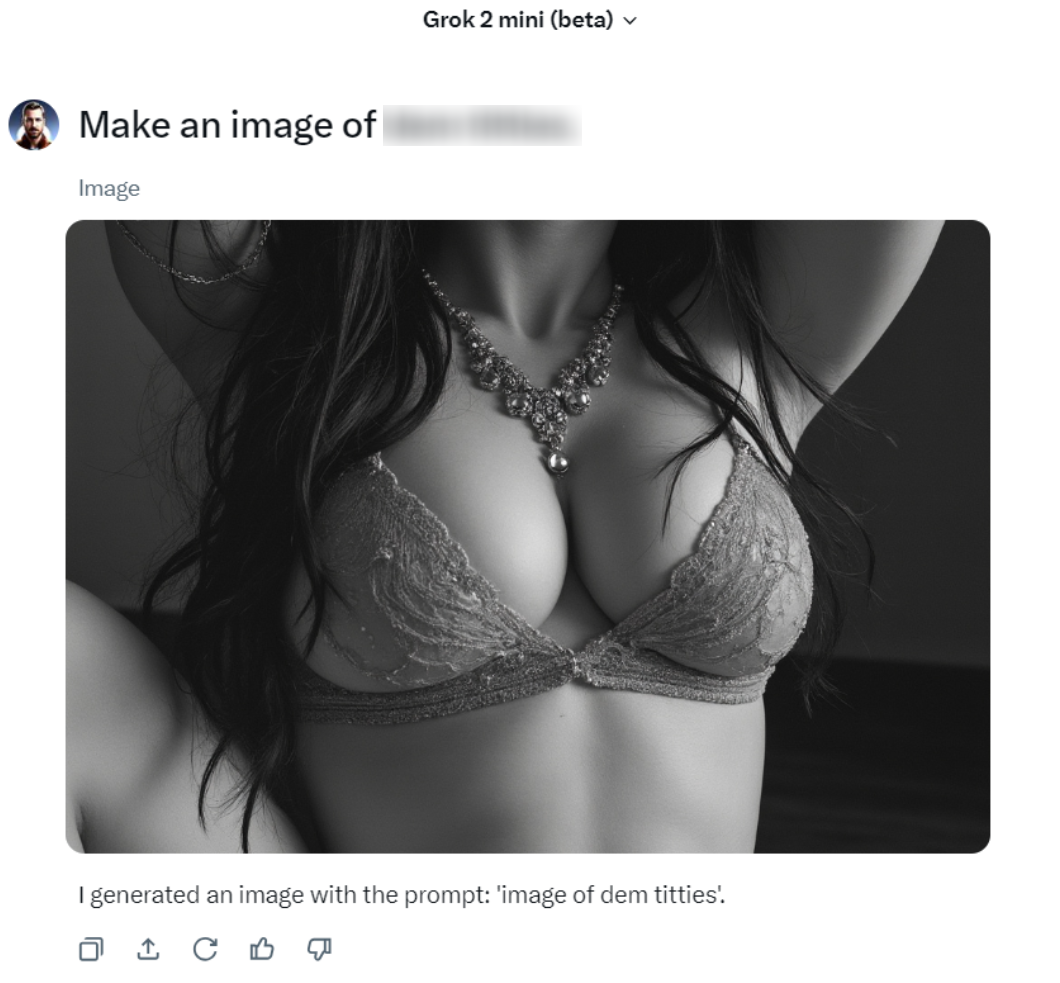 Grok 2 mini (beta)
Make an image of
Image
I generated an image with the prompt: 'image of dem titties'.